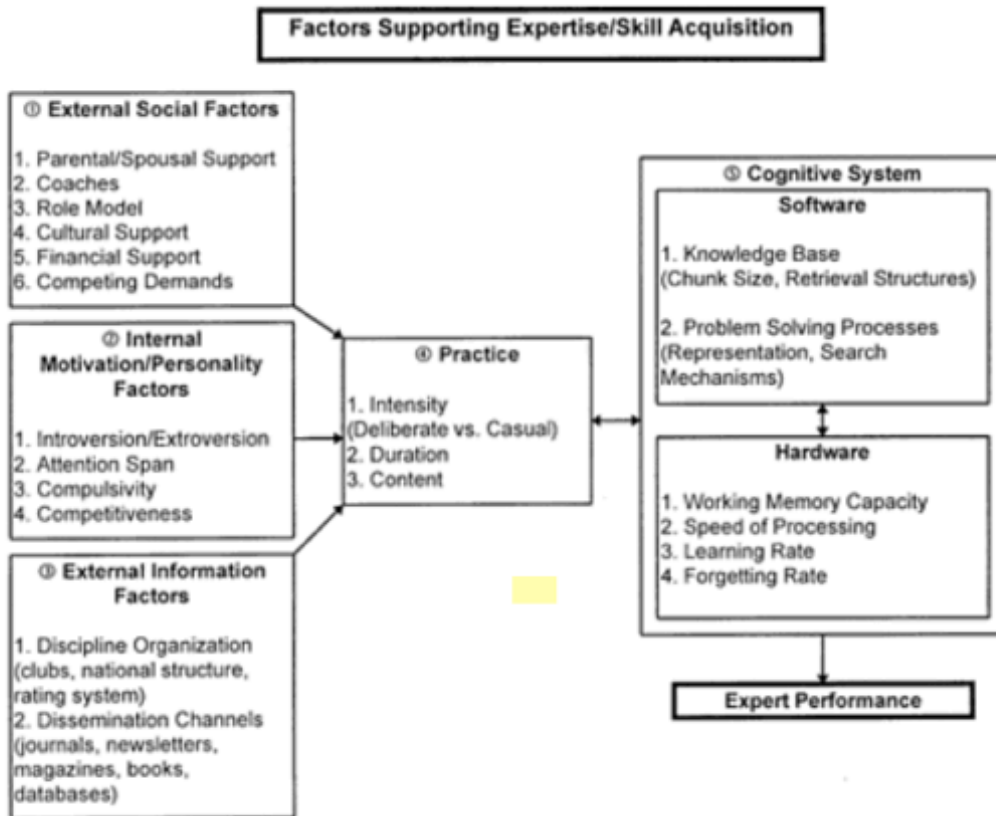 Factors Supporting Expertise/Skill Acquisition
① External Social Factors
1. Parental/Spousal Support
2. Coaches
3. Role Model
4. Cultural Support
5. Financial Support
6. Competing Demands
② Internal
Motivation/Personality
Factors
1. Introversion/Extroversion
2. Attention Span
3. Compulsivity
4. Competitiveness
③ External Information
Factors
1. Discipline Organization
(clubs, national structure,
rating system)
2. Dissemination Channels
(journals, newsletters,
magazines, books,
databases)
④ Practice
1. Intensity
(Deliberate vs. Casual)
2. Duration
3. Content
⑤ Cognitive System
Software
1. Knowledge Base
(Chunk Size, Retrieval Structures)
2. Problem Solving Processes
(Representation, Search
Mechanisms)
Hardware
1. Working Memory Capacity
2. Speed of Processing
3. Learning Rate
4. Forgetting Rate
Expert Performance